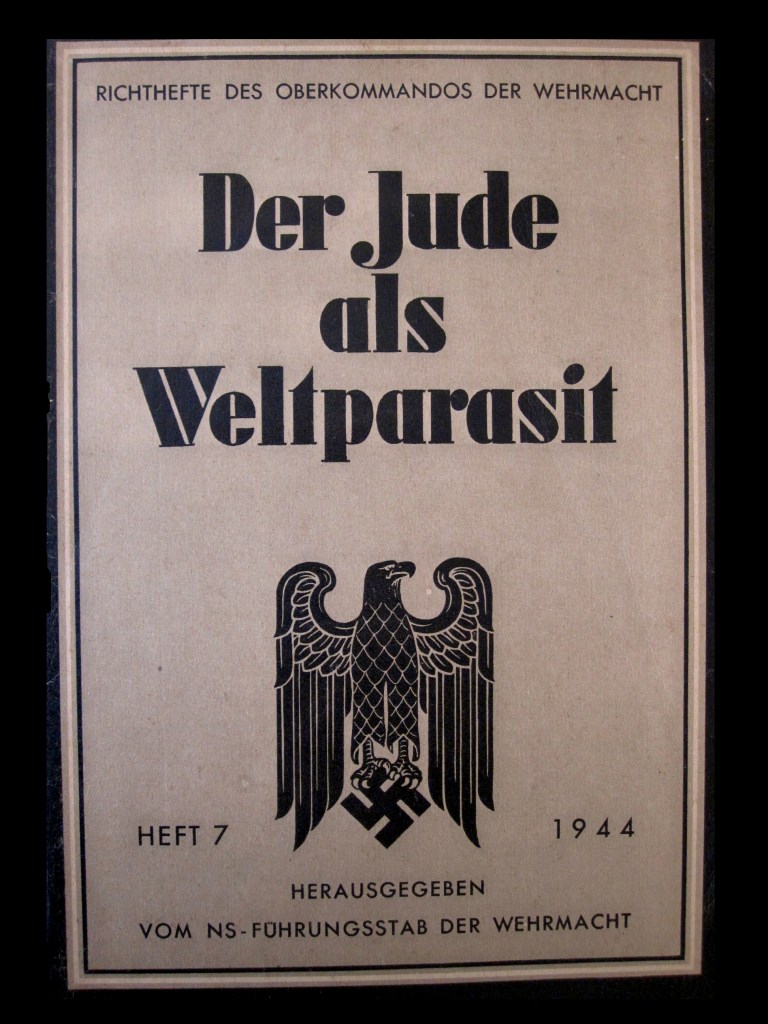 RICHTHEFTE DES OBERKOMMANDOS DER WEHRMACHT
Der Jude
als
Weltparasit
HEFT 7
1944
HERAUSGEGEBEN
VOM NS-FÜHRUNGSSTAB DER WEHRMACHT